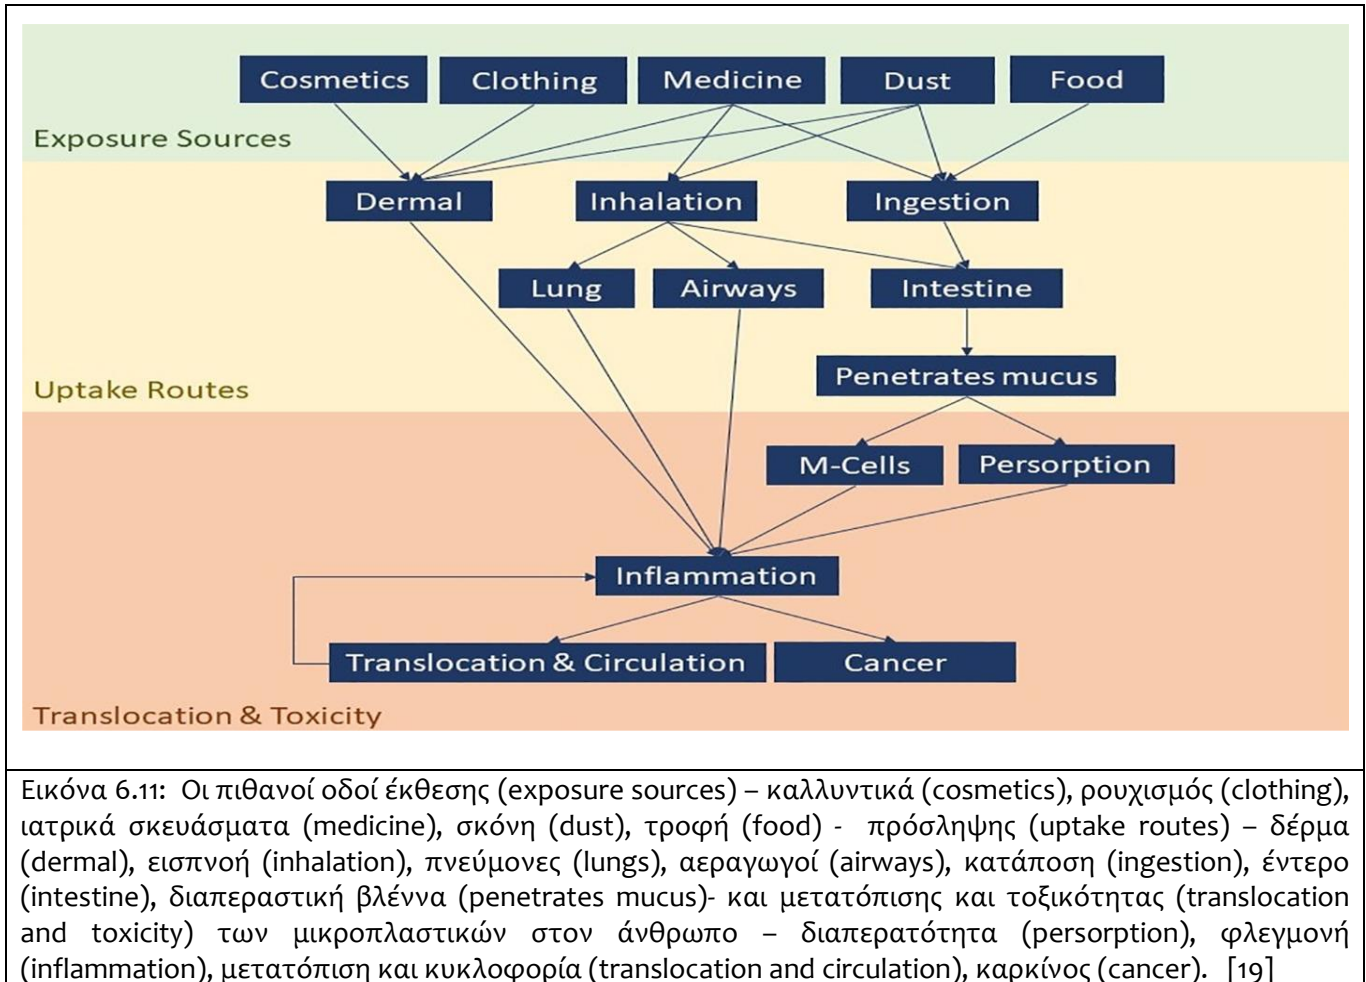 Cosmetics Clothing Medicine Dust Food
Exposure Sources
Dermal Inhalation Ingestion
Lung Airways Intestine
Penetrates mucus
Uptake Routes
M-Cells Persorption
Inflammation
Translocation & Circulation Cancer
Translocation & Toxicity
Εικόνα 6.11: Οι πιθανοί οδοί έκθεσης (exposure sources) – καλλυντικά (cosmetics), ρουχισμός (clothing),
ιατρικά σκευάσματα (medicine), σκόνη (dust), τροφή (food) - πρόσληψης (uptake routes) – δέρμα
(dermal), εισπνοή (inhalation), πνεύμονες (lungs), αεραγωγοί (airways), κατάποση (ingestion), έντερο
(intestine), διαπεραστική βλέννα (penetrates mucus)- και μετατόπισης και τοξικότητας (translocation
and toxicity) των μικροπλαστικών στον άνθρωπο – διαπερατότητα (persorption), φλεγμονή
(inflammation), μετατόπιση και κυκλοφορία (translocation and circulation), καρκίνος (cancer). [19]